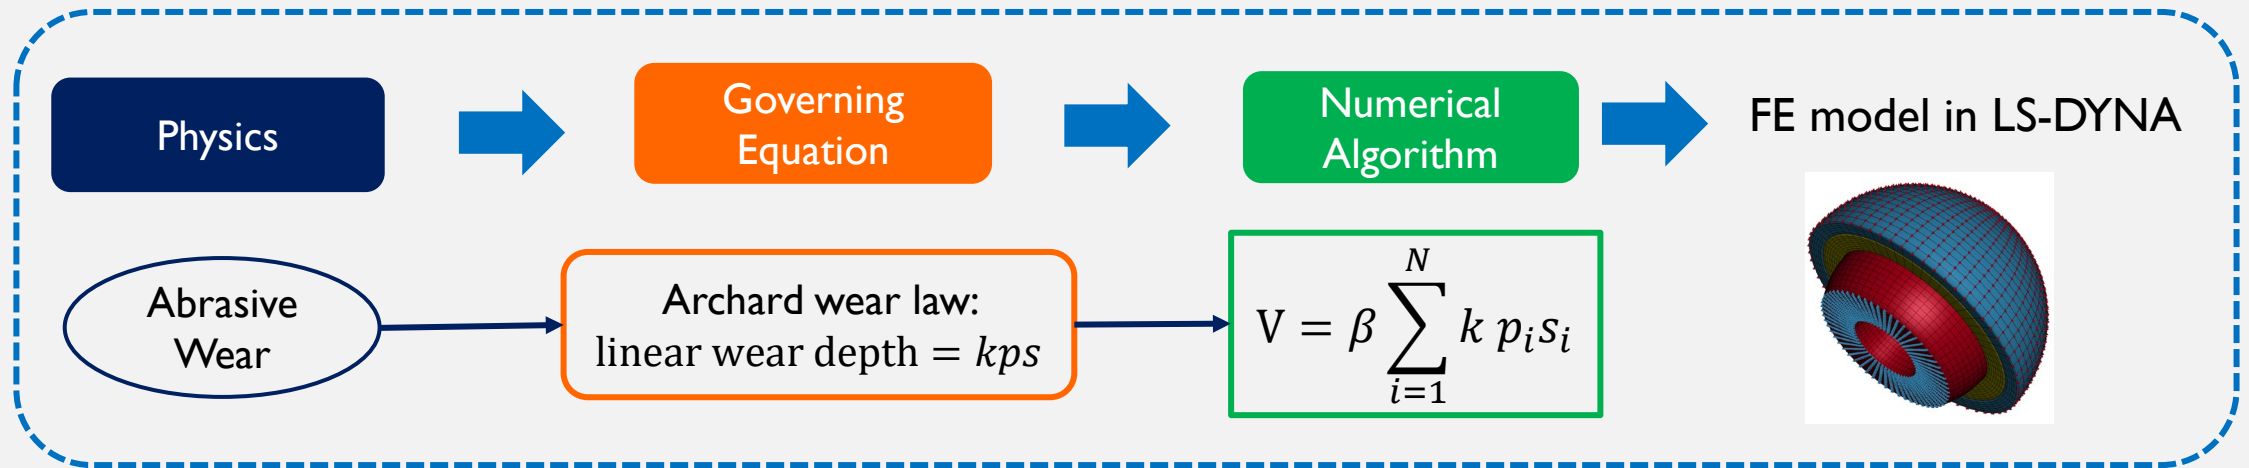 Physics
Governing
Equation
Numerical
Algorithm
FE model in LS-DYNA
Abrasive
Wear
Archard wear law:
linear wear depth = kps
V = β ∑_{i=1}^{N} k p_i s_i